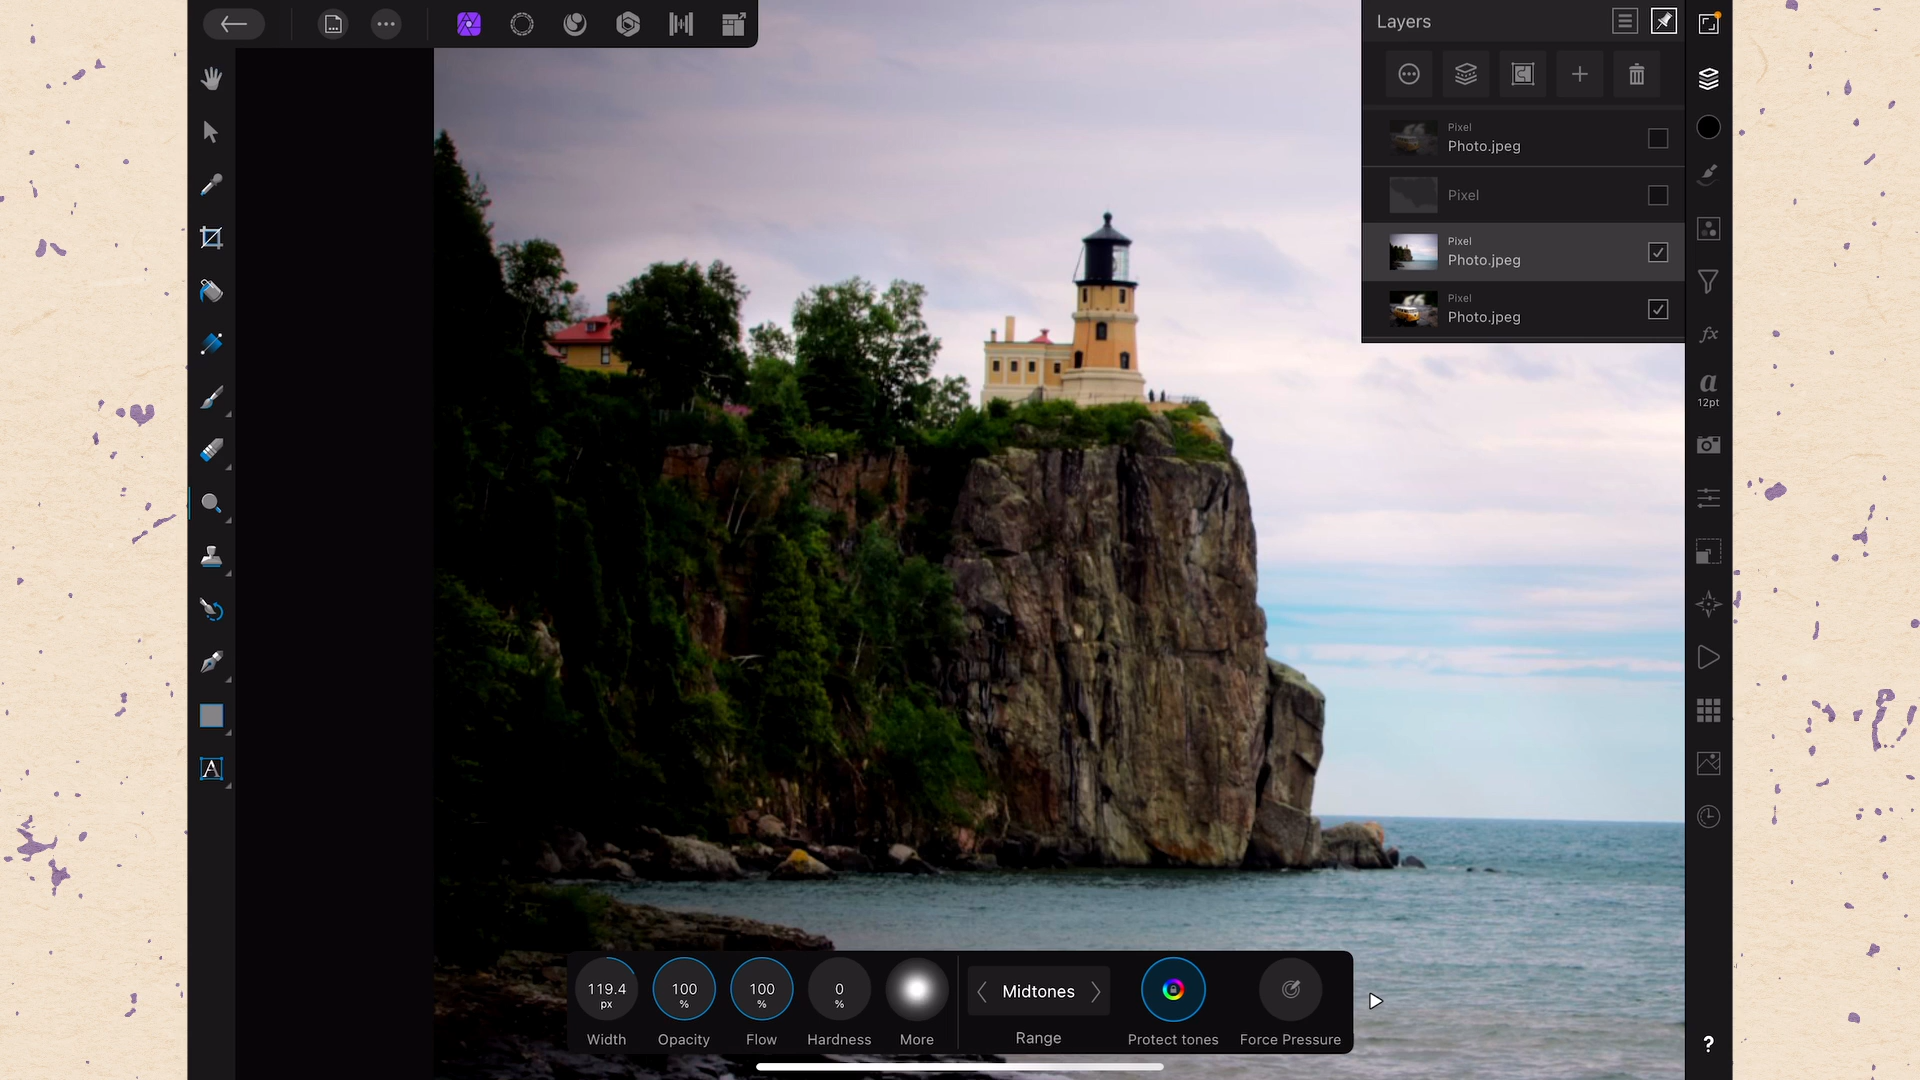 Layers
Pixel
Photo.jpeg
Pixel
Pixel
Photo.jpeg
Pixel
Photo.jpeg
a
12pt
fx
A
119.4
px
Width
100
%
Opacity
100
%
Flow
0
%
Hardness
More
Midtones
Range
Protect tones
Force Pressure
?